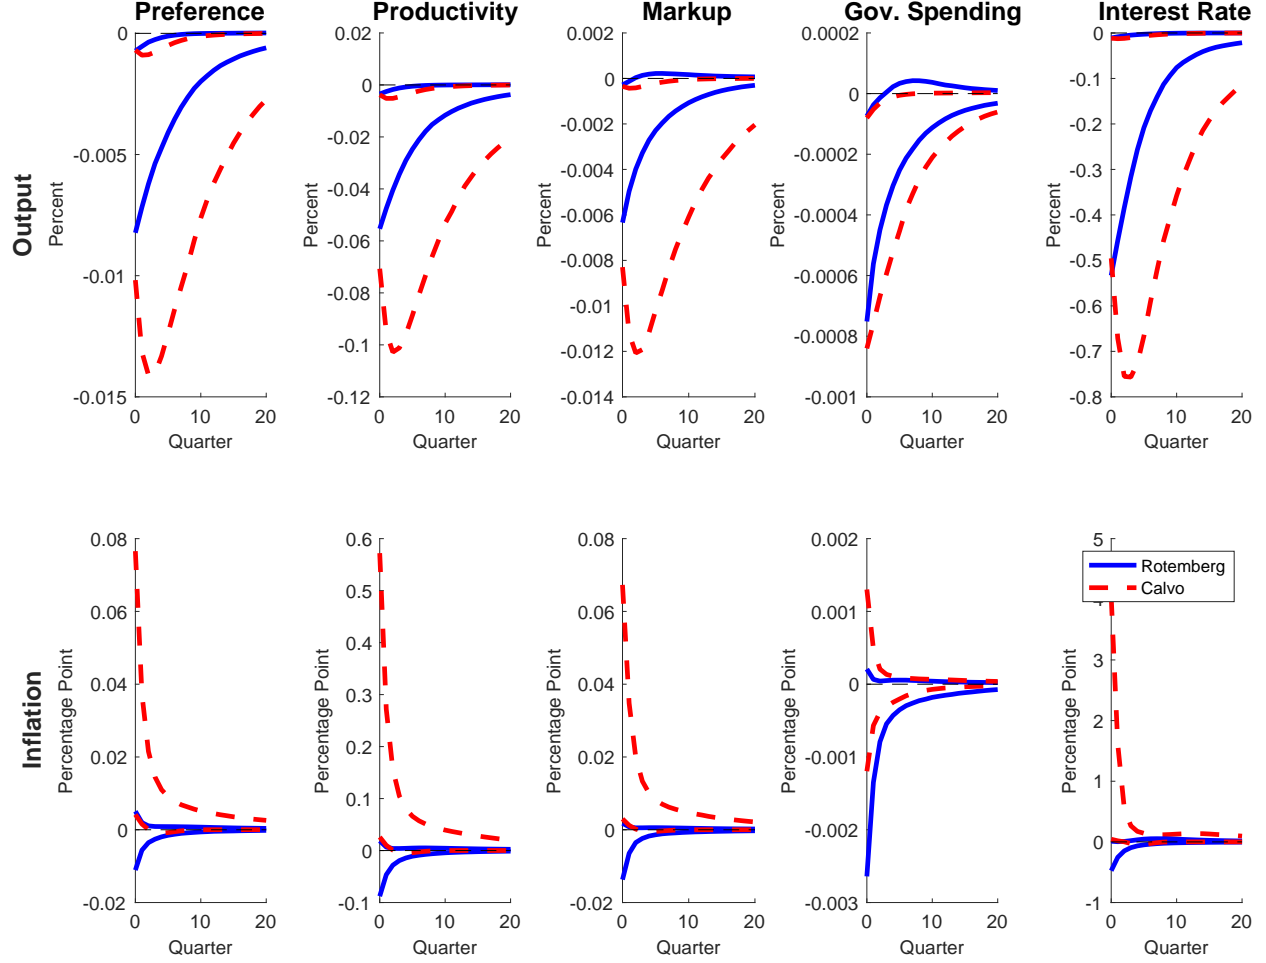 Preference
Productivity
Markup
Gov. Spending
Interest Rate
Output
Percent
0
-0.005
-0.01
-0.015
0 10 20
Quarter
Percent
0.02
0
-0.02
-0.04
-0.06
-0.08
-0.1
-0.12
0 10 20
Quarter
Percent
0.002
0
-0.002
-0.004
-0.006
-0.008
-0.01
-0.012
-0.014
0 10 20
Quarter
Percent
0.0002
0
-0.0002
-0.0004
-0.0006
-0.0008
-0.001
0 10 20
Quarter
Percent
0
-0.1
-0.2
-0.3
-0.4
-0.5
-0.6
-0.7
-0.8
0 10 20
Quarter
Inflation
Percentage Point
0.08
0.06
0.04
0.02
0
-0.02
0 10 20
Quarter
Percentage Point
0.6
0.5
0.4
0.3
0.2
0.1
0
-0.1
0 10 20
Quarter
Percentage Point
0.08
0.06
0.04
0.02
0
-0.02
0 10 20
Quarter
Percentage Point
0.002
0.001
0
-0.001
-0.002
-0.003
0 10 20
Quarter
Percentage Point
5
3
2
1
0
-1
0 10 20
Quarter
Rotemberg
Calvo